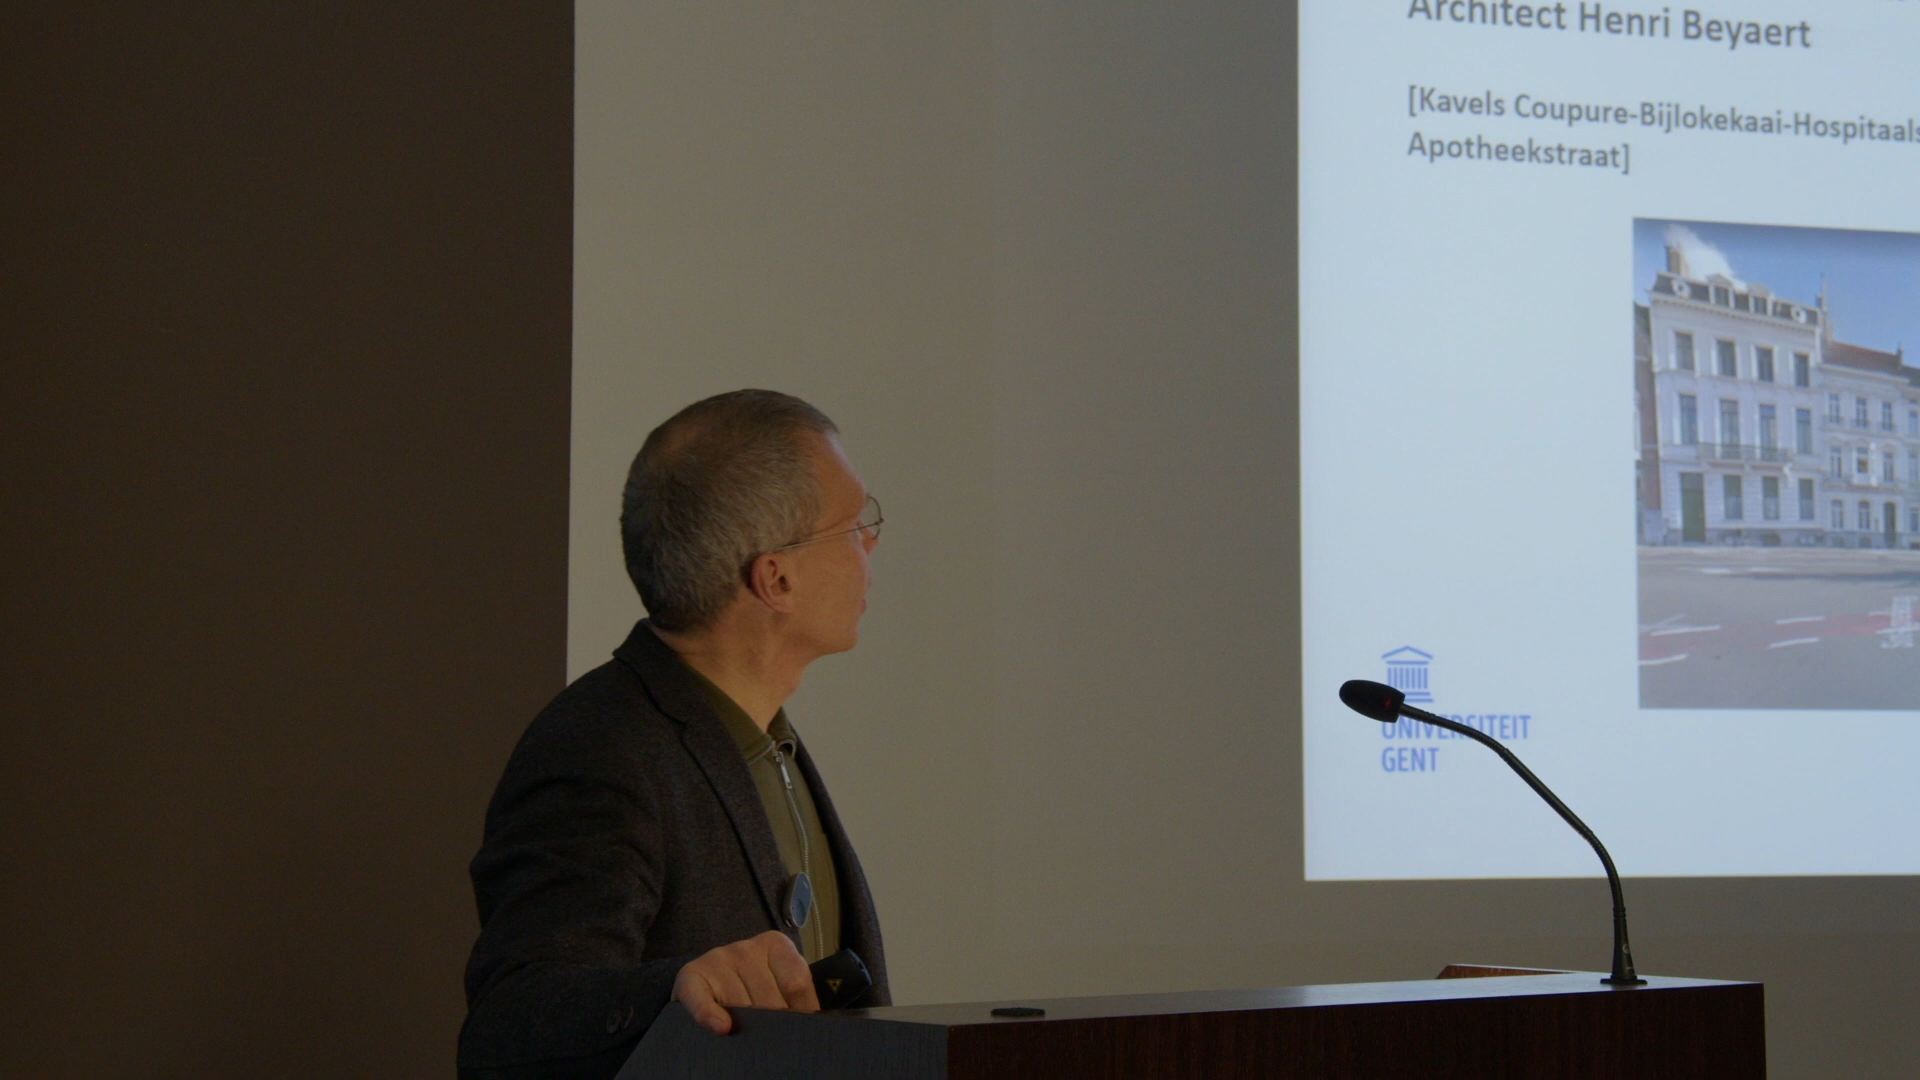 Architect Henri Beyaert
[Kavels Coupure-Bijlokekaai-Hospitaals
Apotheekstraat]
UNIVERSITEIT
GENT